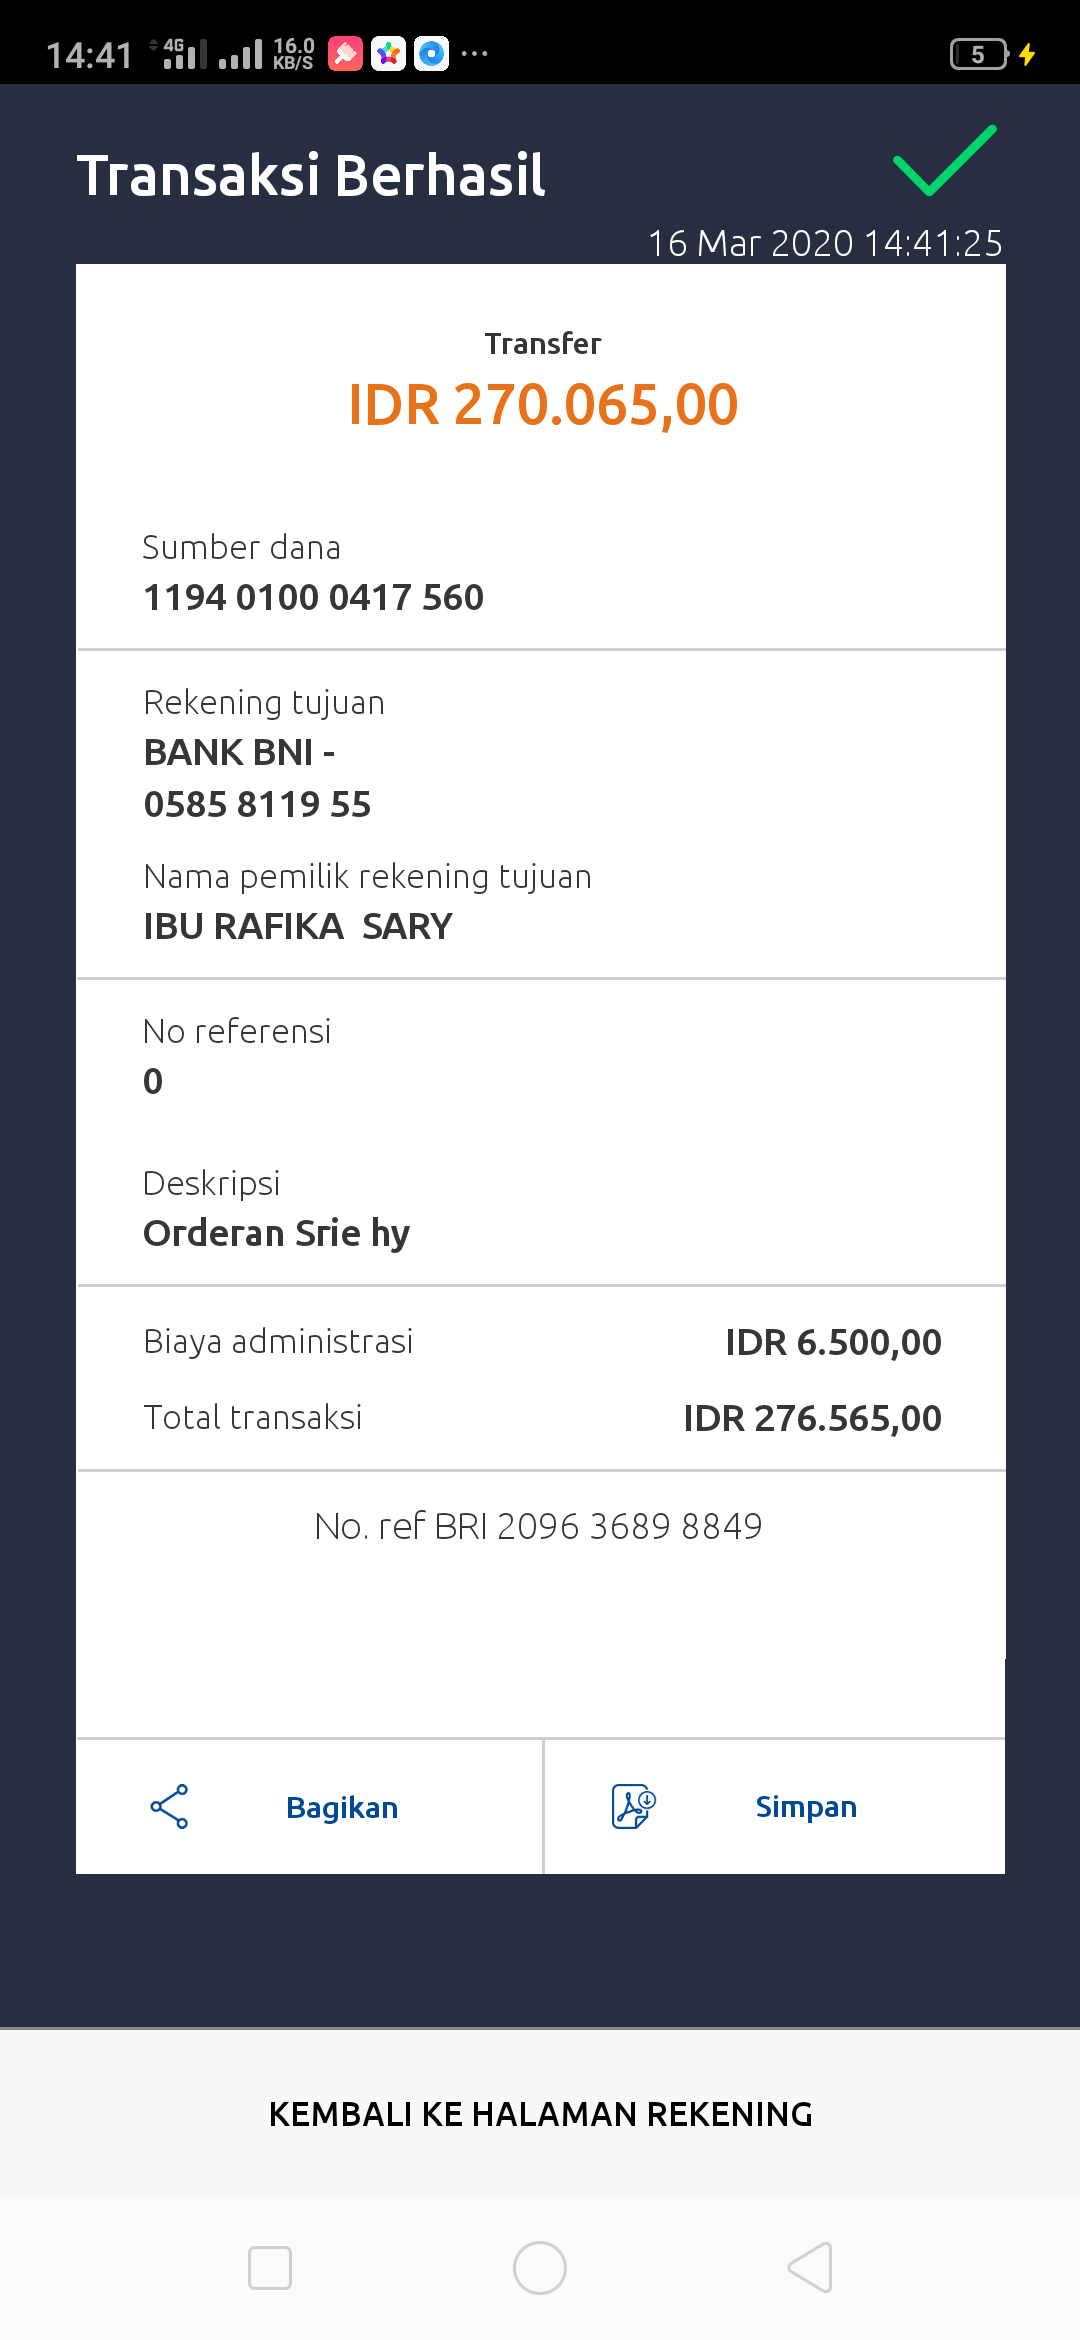 14:41 4G 16.0 KB/S 5
Transaksi Berhasil
16 Mar 2020 14:41:25
Transfer
IDR 270.065,00
Sumber dana
1194 0100 0417 560
Rekening tujuan
BANK BNI -
0585 8119 55
Nama pemilik rekening tujuan
IBU RAFIKA  SARY
No referensi
0
Deskripsi
Orderan Srie hy
Biaya administrasi IDR 6.500,00
Total transaksi IDR 276.565,00
No. ref BRI 2096 3689 8849
Bagikan Simpan
KEMBALI KE HALAMAN REKENING